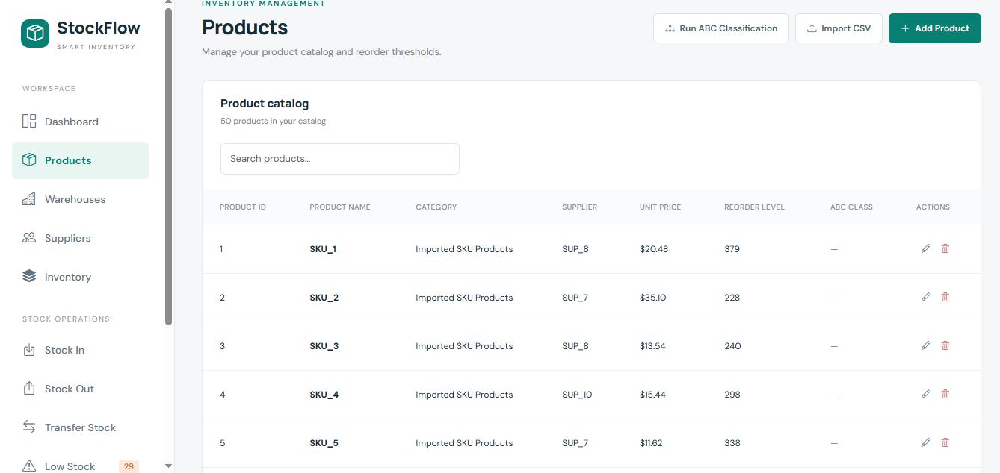 StockFlow
SMART INVENTORY
WORKSPACE
Dashboard
Products
Warehouses
Suppliers
Inventory
STOCK OPERATIONS
Stock In
Stock Out
Transfer Stock
Low Stock 29
INVENTORY MANAGEMENT
Products
Manage your product catalog and reorder thresholds.
Run ABC Classification
Import CSV
+ Add Product
Product catalog
50 products in your catalog
Search products...
PRODUCT ID PRODUCT NAME CATEGORY SUPPLIER UNIT PRICE REORDER LEVEL ABC CLASS ACTIONS
1 SKU_1 Imported SKU Products SUP_8 $20.48 379 —
2 SKU_2 Imported SKU Products SUP_7 $35.10 228 —
3 SKU_3 Imported SKU Products SUP_8 $13.54 240 —
4 SKU_4 Imported SKU Products SUP_10 $15.44 298 —
5 SKU_5 Imported SKU Products SUP_7 $11.62 338 —